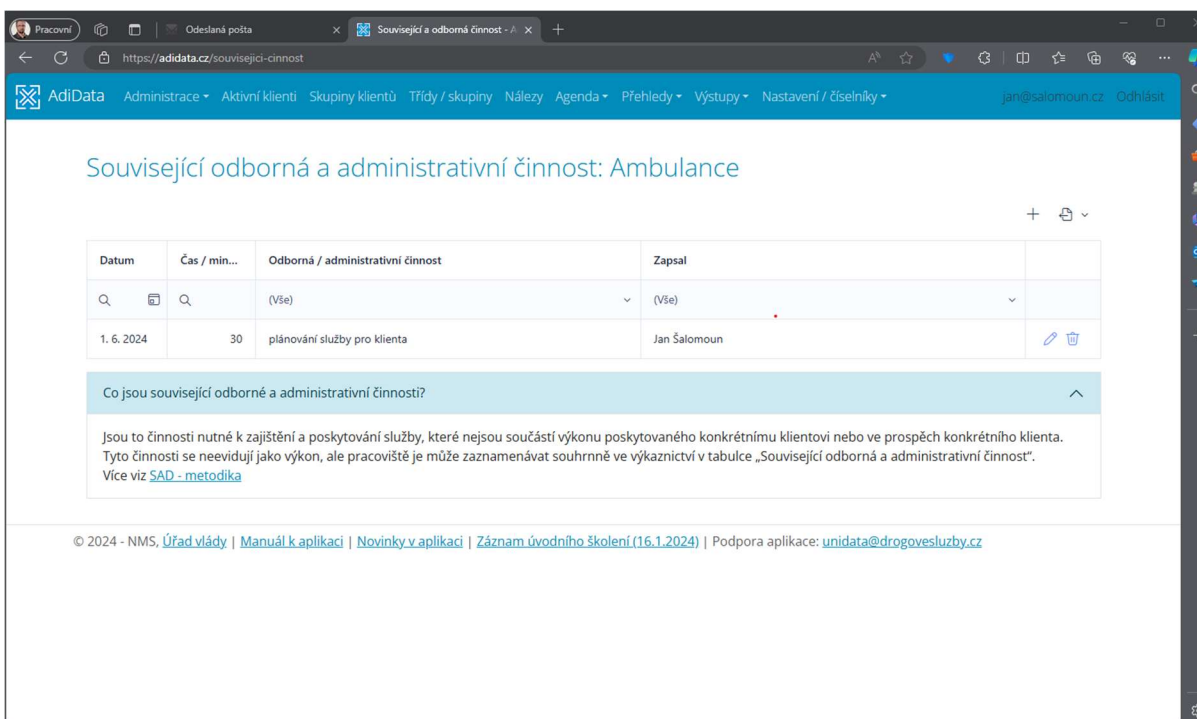 Pracovní
Odeslaná pošta
Související a odborná činnost - A
https://adidata.cz/souvisejici-cinnost
AdiData Administrace Aktivní klienti Skupiny klientů Třídy / skupiny Nálezy Agenda Přehledy Výstupy Nastavení / číselníky jan@salomoun.cz Odhlásit
Související odborná a administrativní činnost: Ambulance
Datum Čas / min... Odborná / administrativní činnost Zapsal
(Vše) (Vše)
1. 6. 2024 30 plánování služby pro klienta Jan Šalomoun
Co jsou související odborné a administrativní činnosti?
Jsou to činnosti nutné k zajištění a poskytování služby, které nejsou součástí výkonu poskytovaného konkrétnímu klientovi nebo ve prospěch konkrétního klienta.
Tyto činnosti se neevidují jako výkon, ale pracoviště je může zaznamenávat souhrnně ve výkaznictví v tabulce „Související odborná a administrativní činnost“.
Více viz SAD - metodika
© 2024 - NMS, Úřad vlády | Manuál k aplikaci | Novinky v aplikaci | Záznam úvodního školení (16.1.2024) | Podpora aplikace: unidata@drogovesluzby.cz